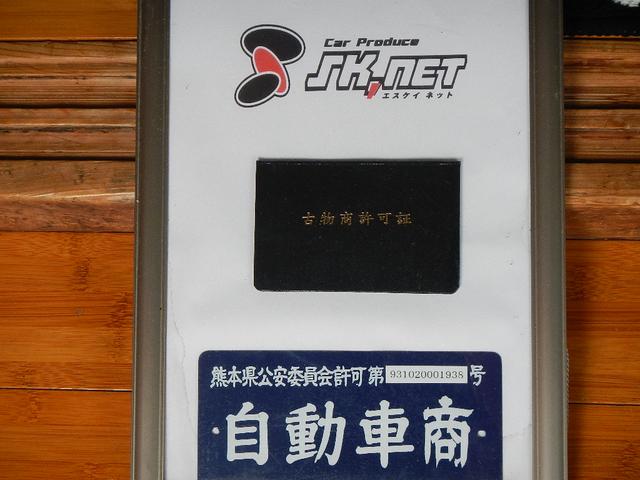 Car Produce
SK,NET
エスケイ ネット
古物商許可証
熊本県公安委員会許可第931020001938号
自動車商